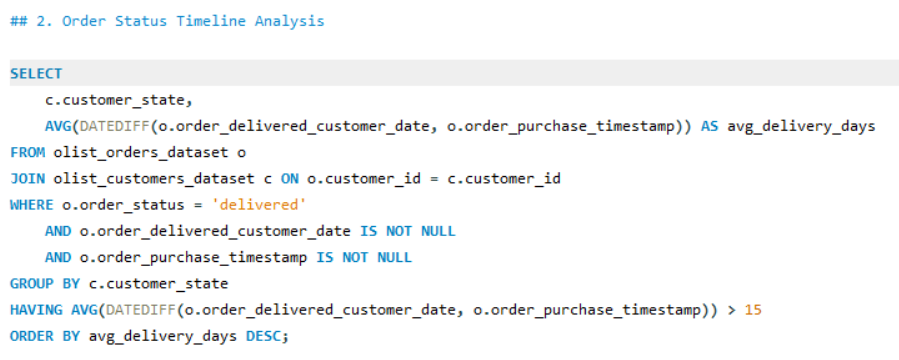 ## 2. Order Status Timeline Analysis
SELECT
c.customer_state,
AVG(DATEDIFF(o.order_delivered_customer_date, o.order_purchase_timestamp)) AS avg_delivery_days
FROM olist_orders_dataset o
JOIN olist_customers_dataset c ON o.customer_id = c.customer_id
WHERE o.order_status = 'delivered'
AND o.order_delivered_customer_date IS NOT NULL
AND o.order_purchase_timestamp IS NOT NULL
GROUP BY c.customer_state
HAVING AVG(DATEDIFF(o.order_delivered_customer_date, o.order_purchase_timestamp)) > 15
ORDER BY avg_delivery_days DESC;